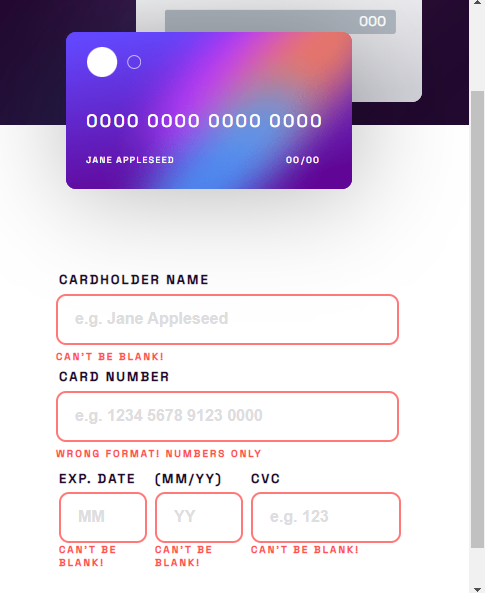 000
0000 0000 0000 0000
JANE APPLESEED 00/00
CARDHOLDER NAME
e.g. Jane Appleseed
CAN'T BE BLANK!
CARD NUMBER
e.g. 1234 5678 9123 0000
WRONG FORMAT! NUMBERS ONLY
EXP. DATE (MM/YY) CVC
MM YY e.g. 123
CAN'T BE BLANK! CAN'T BE BLANK! CAN'T BE BLANK!